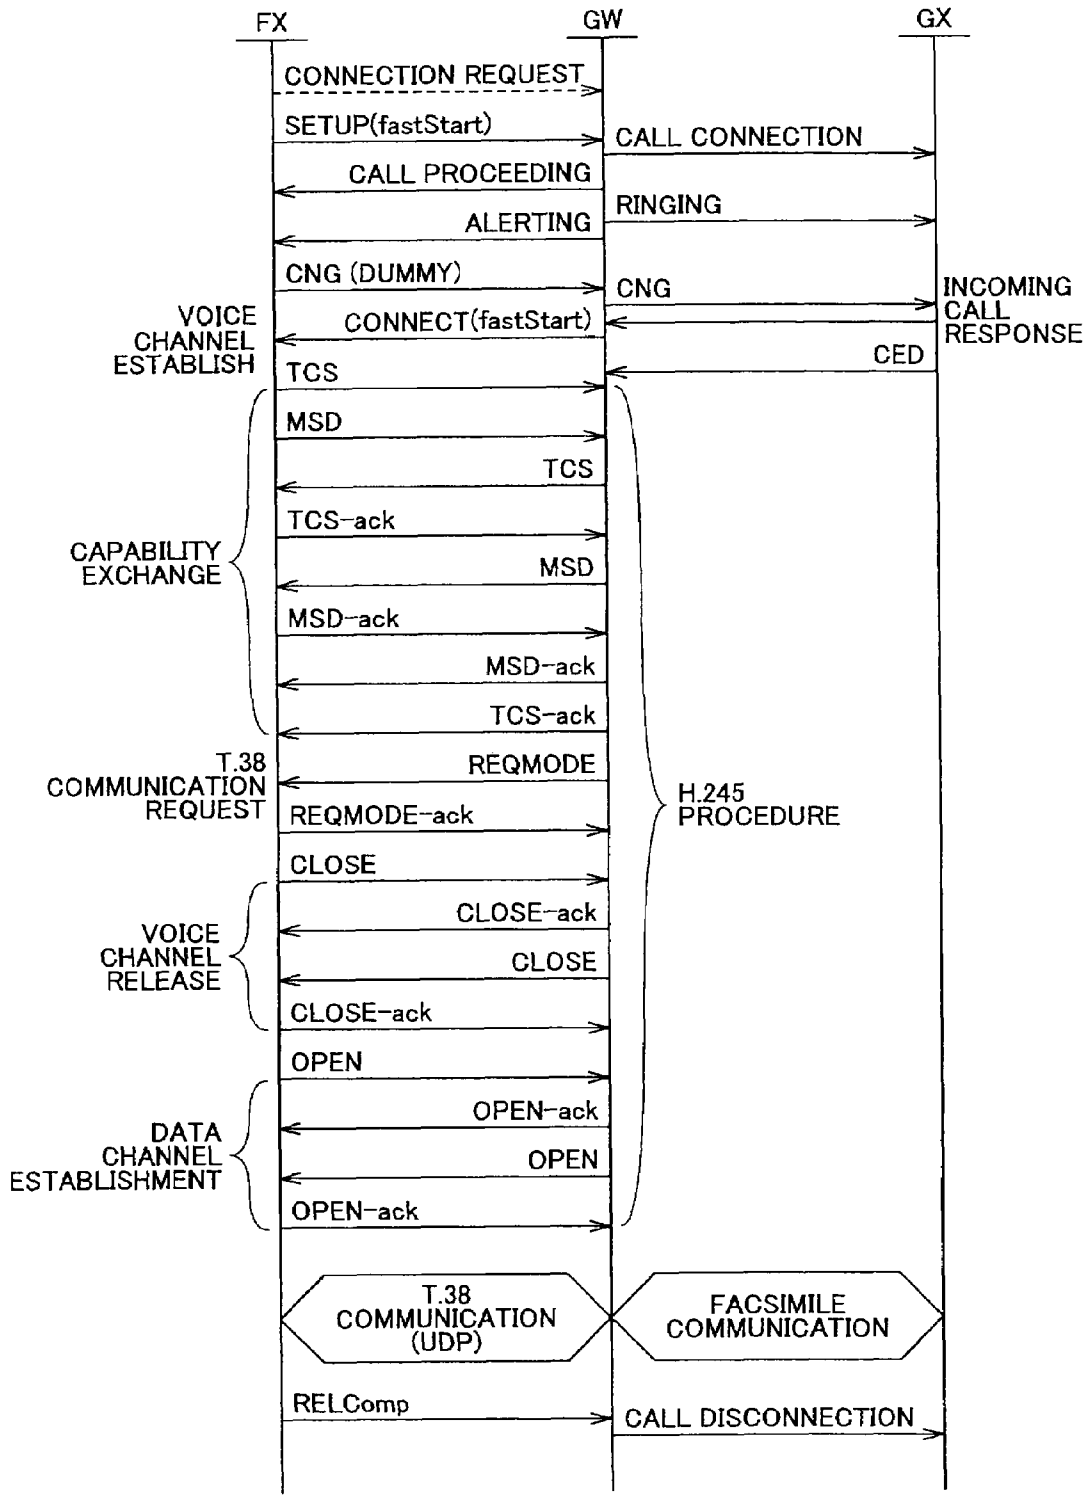 FX
GW
GX
CONNECTION REQUEST
SETUP(fastStart)
CALL CONNECTION
CALL PROCEEDING
RINGING
ALERTING
CNG (DUMMY)
CNG
INCOMING
CALL
RESPONSE
VOICE
CHANNEL
ESTABLISH
CONNECT(fastStart)
CED
TCS
MSD
TCS
TCS-ack
CAPABILITY
EXCHANGE
MSD
MSD-ack
MSD-ack
TCS-ack
T.38
COMMUNICATION
REQUEST
REQMODE
H.245
PROCEDURE
REQMODE-ack
CLOSE
CLOSE-ack
VOICE
CHANNEL
RELEASE
CLOSE
CLOSE-ack
OPEN
OPEN-ack
DATA
CHANNEL
ESTABLISHMENT
OPEN
OPEN-ack
T.38
COMMUNICATION
(UDP)
FACSIMILE
COMMUNICATION
RELComp
CALL DISCONNECTION